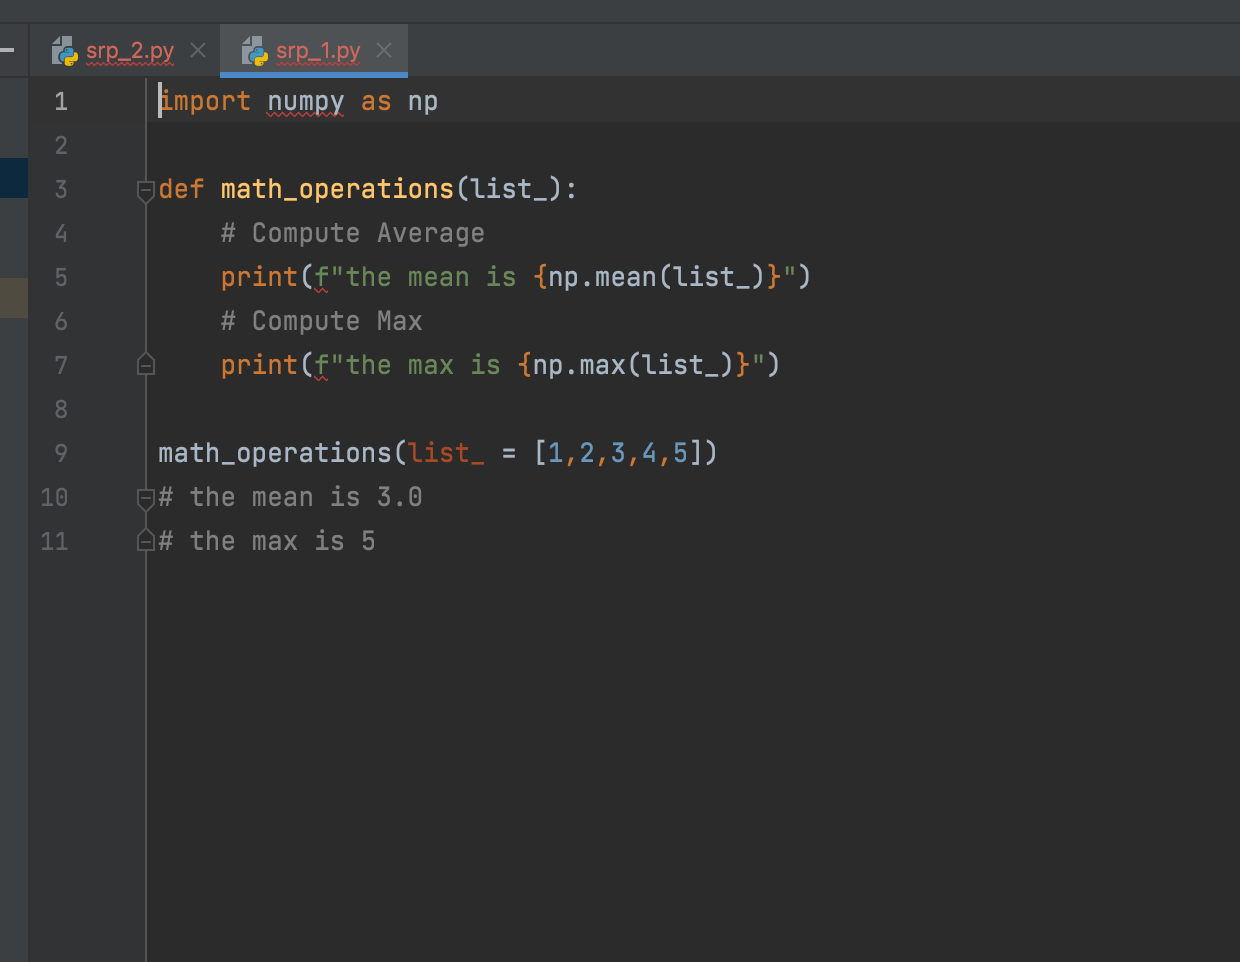 srp_2.py srp_1.py
1 import numpy as np
2
3 def math_operations(list_):
4     # Compute Average
5     print(f"the mean is {np.mean(list_)}")
6     # Compute Max
7     print(f"the max is {np.max(list_)}")
8
9 math_operations(list_ = [1,2,3,4,5])
10 # the mean is 3.0
11 # the max is 5